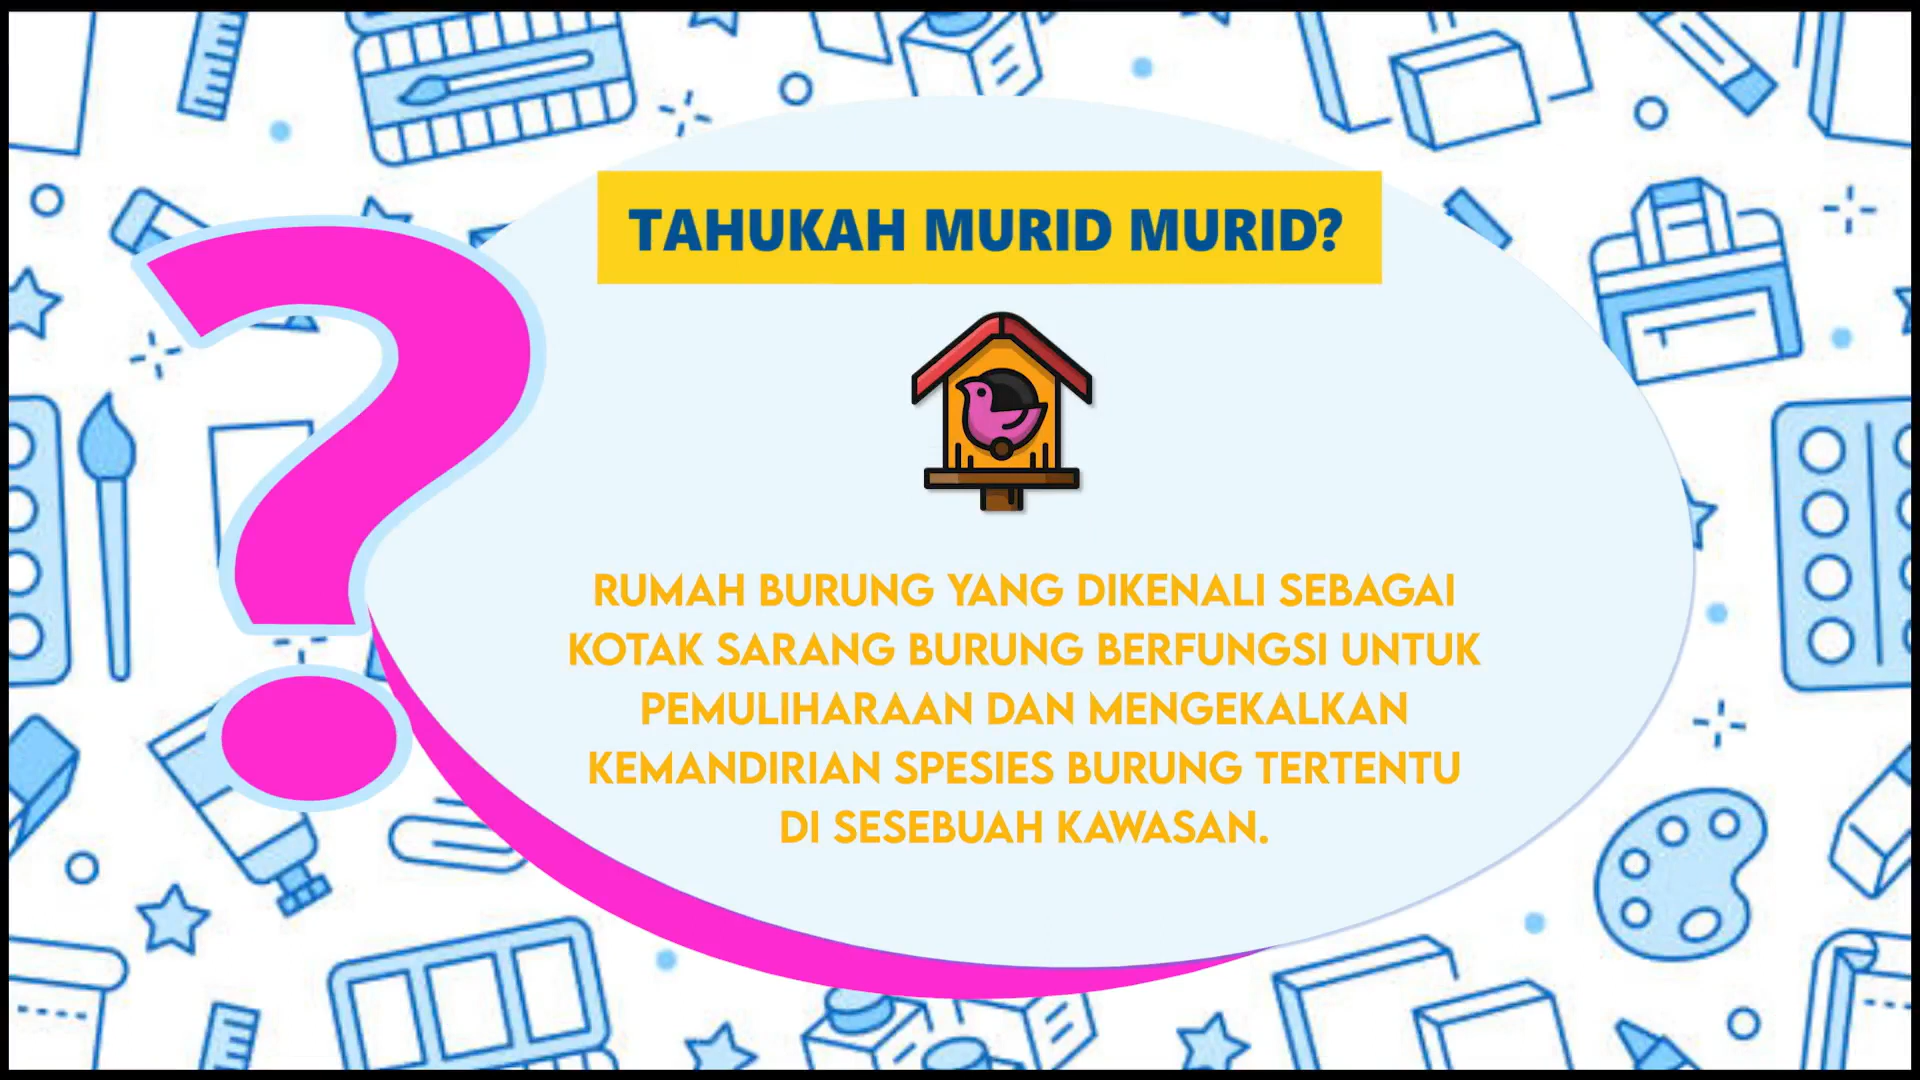 TAHUKAH MURID MURID?
RUMAH BURUNG YANG DIKENALI SEBAGAI
KOTAK SARANG BURUNG BERFUNGSI UNTUK
PEMULIHARAAN DAN MENGEKALKAN
KEMANDIRIAN SPESIES BURUNG TERTENTU
DI SESEBUAH KAWASAN.